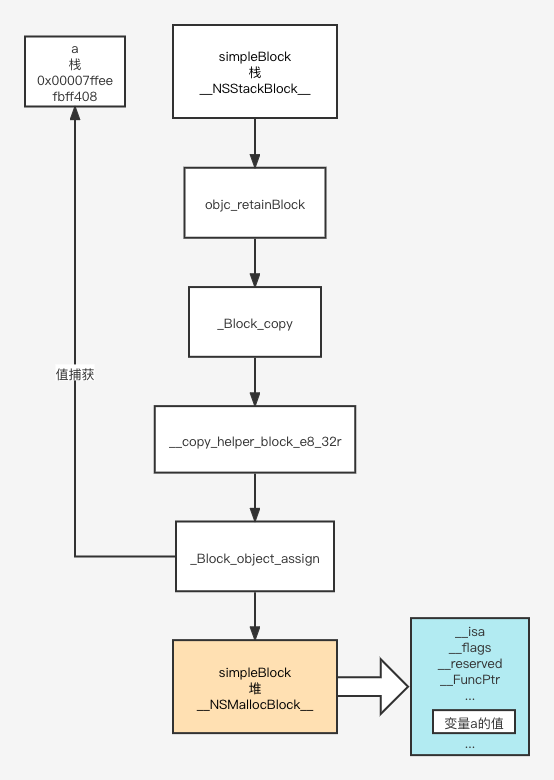 a
栈
0x00007ffee
fbff408
simpleBlock
栈
__NSStackBlock__
objc_retainBlock
_Block_copy
值捕获
__copy_helper_block_e8_32r
_Block_object_assign
simpleBlock
堆
__NSMallocBlock__
__isa
__flags
__reserved
__FuncPtr
...
变量a的值
...